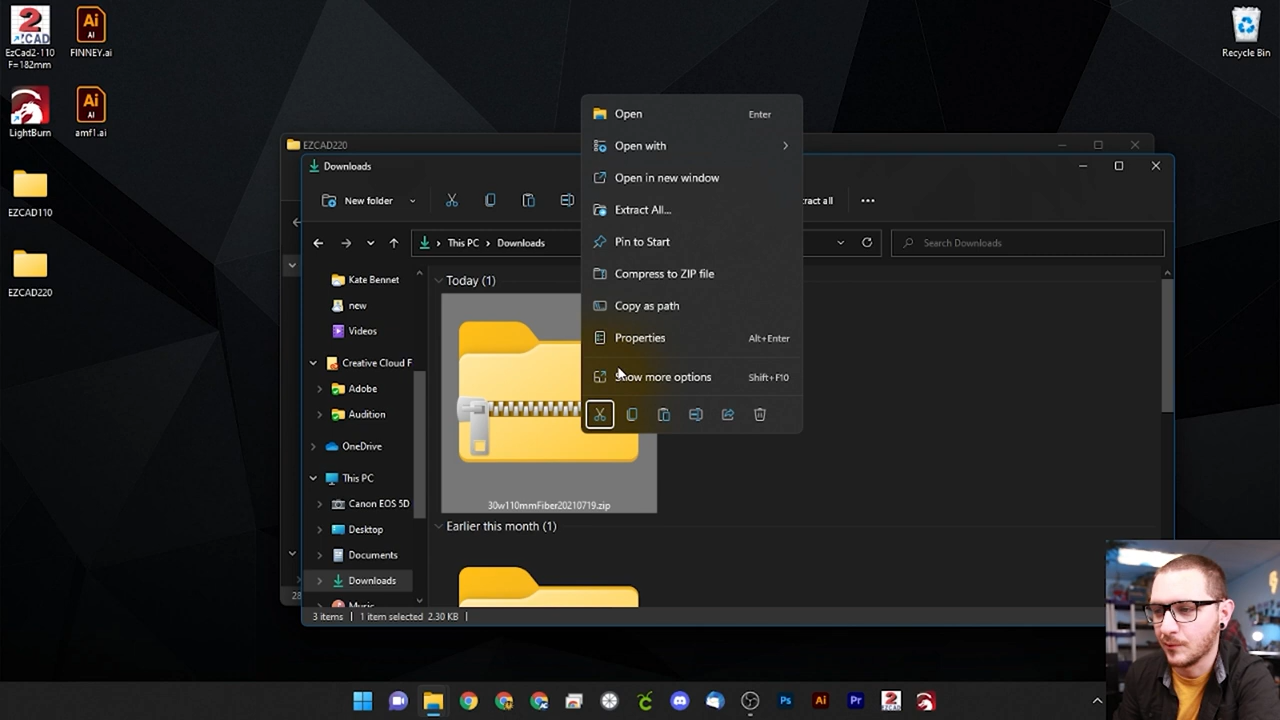 EzCad2-110
F=182mm
FINNEY.ai
Recycle Bin
LightBurn
amf1.ai
EZCAD110
EZCAD220
EZCAD220
Downloads
New folder
ract all
This PC > Downloads
Search Downloads
Kate Bennet
new
Videos
Creative Cloud F
Adobe
Audition
OneDrive
This PC
Canon EOS 5D
Desktop
Documents
Downloads
Music
Today (1)
30w110mmFiber20210719.zip
Earlier this month (1)
3 items
1 item selected 2.30 KB
28
Open Enter
Open with
Open in new window
Extract All...
Pin to Start
Compress to ZIP file
Copy as path
Properties Alt+Enter
Show more options Shift+F10